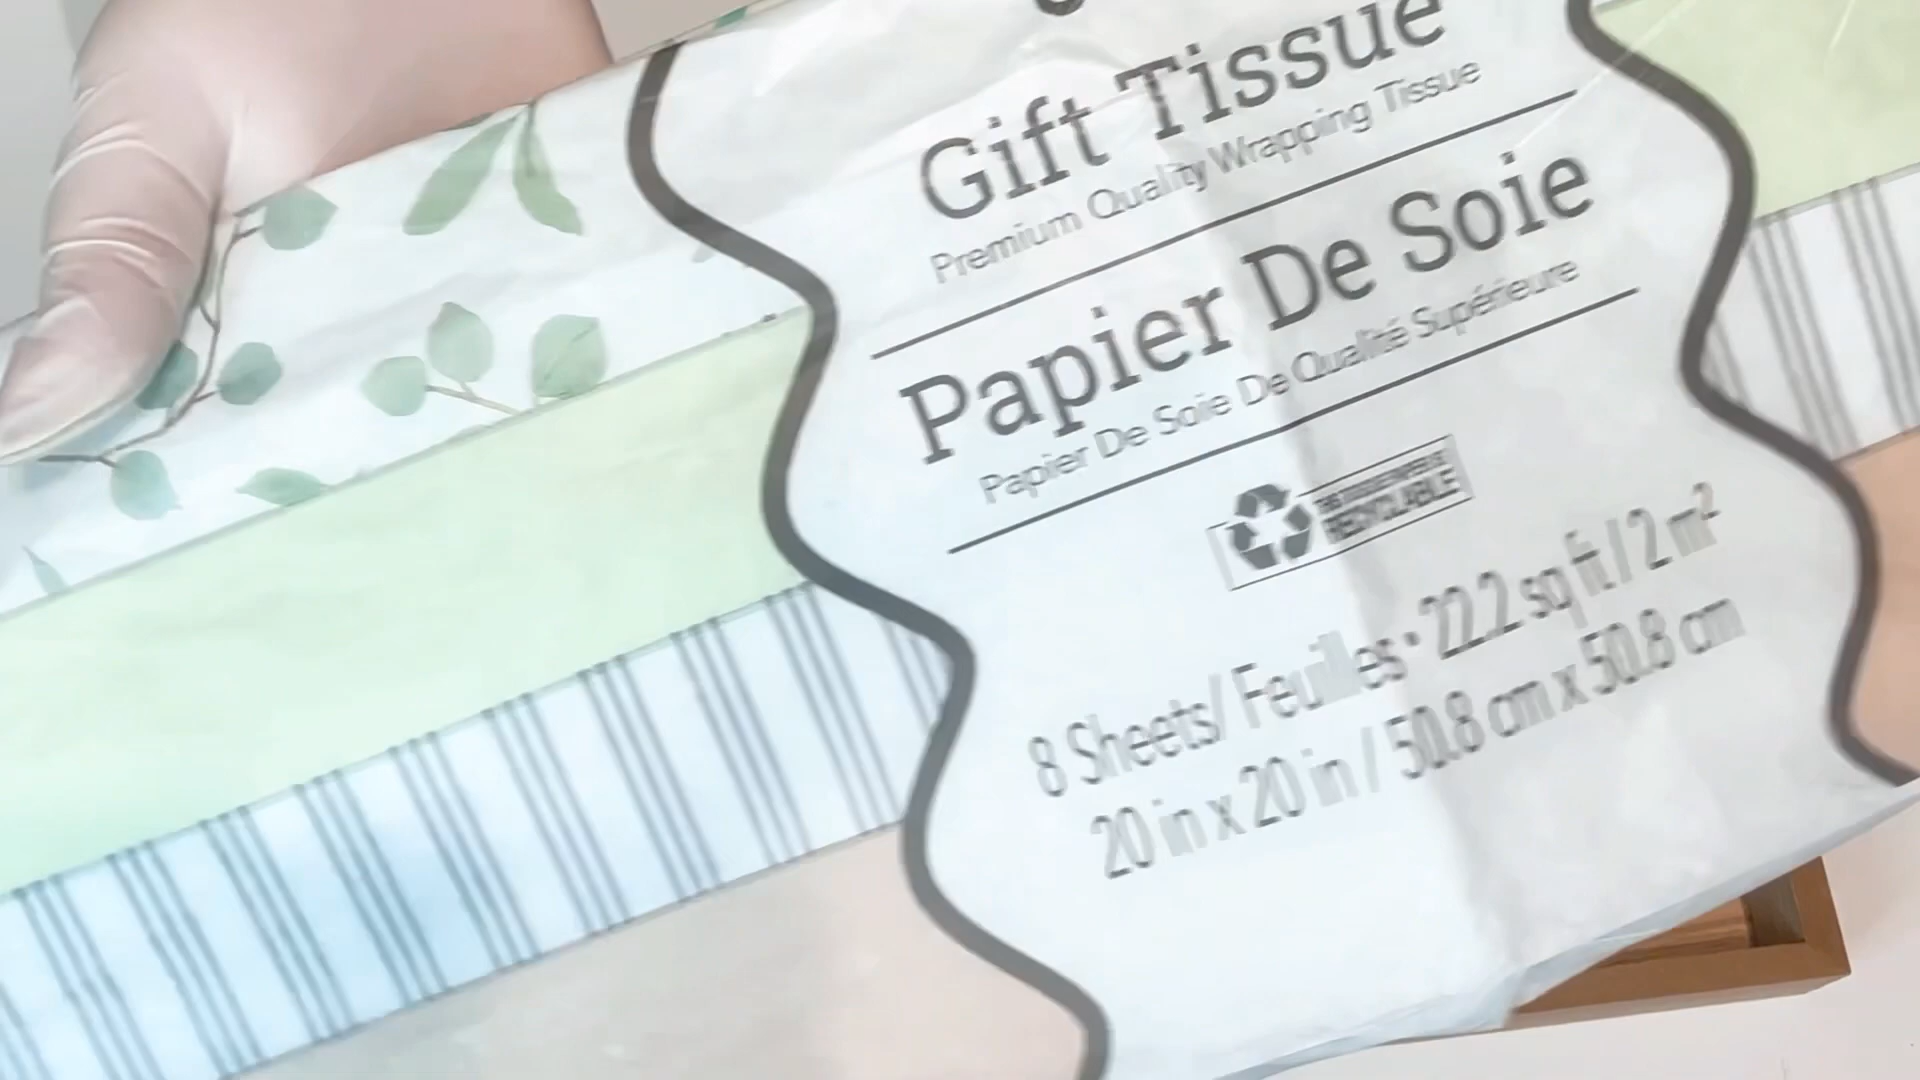 Gift Tissue
Premium Quality Wrapping Tissue
Papier De Soie
Papier De Soie De Qualité Supérieure
RECYCLABLE
8 Sheets/ Feuilles • 22.2 sq ft / 2 m²
20 in x 20 in / 50.8 cm x 50.8 cm